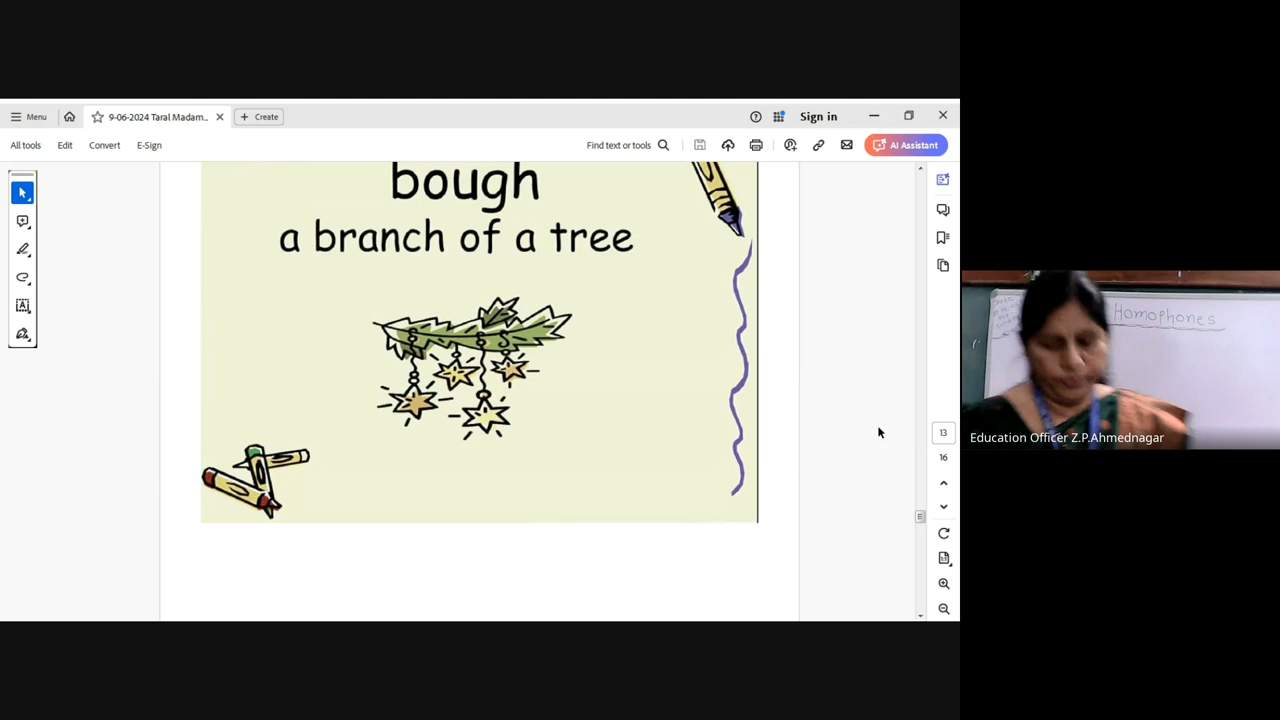 Menu
9-06-2024 Taral Madam...
Create
Sign in
All tools
Edit
Convert
E-Sign
Find text or tools
AI Assistant
bough
a branch of a tree
13
16
Homophones
Education Officer Z.P.Ahmednagar